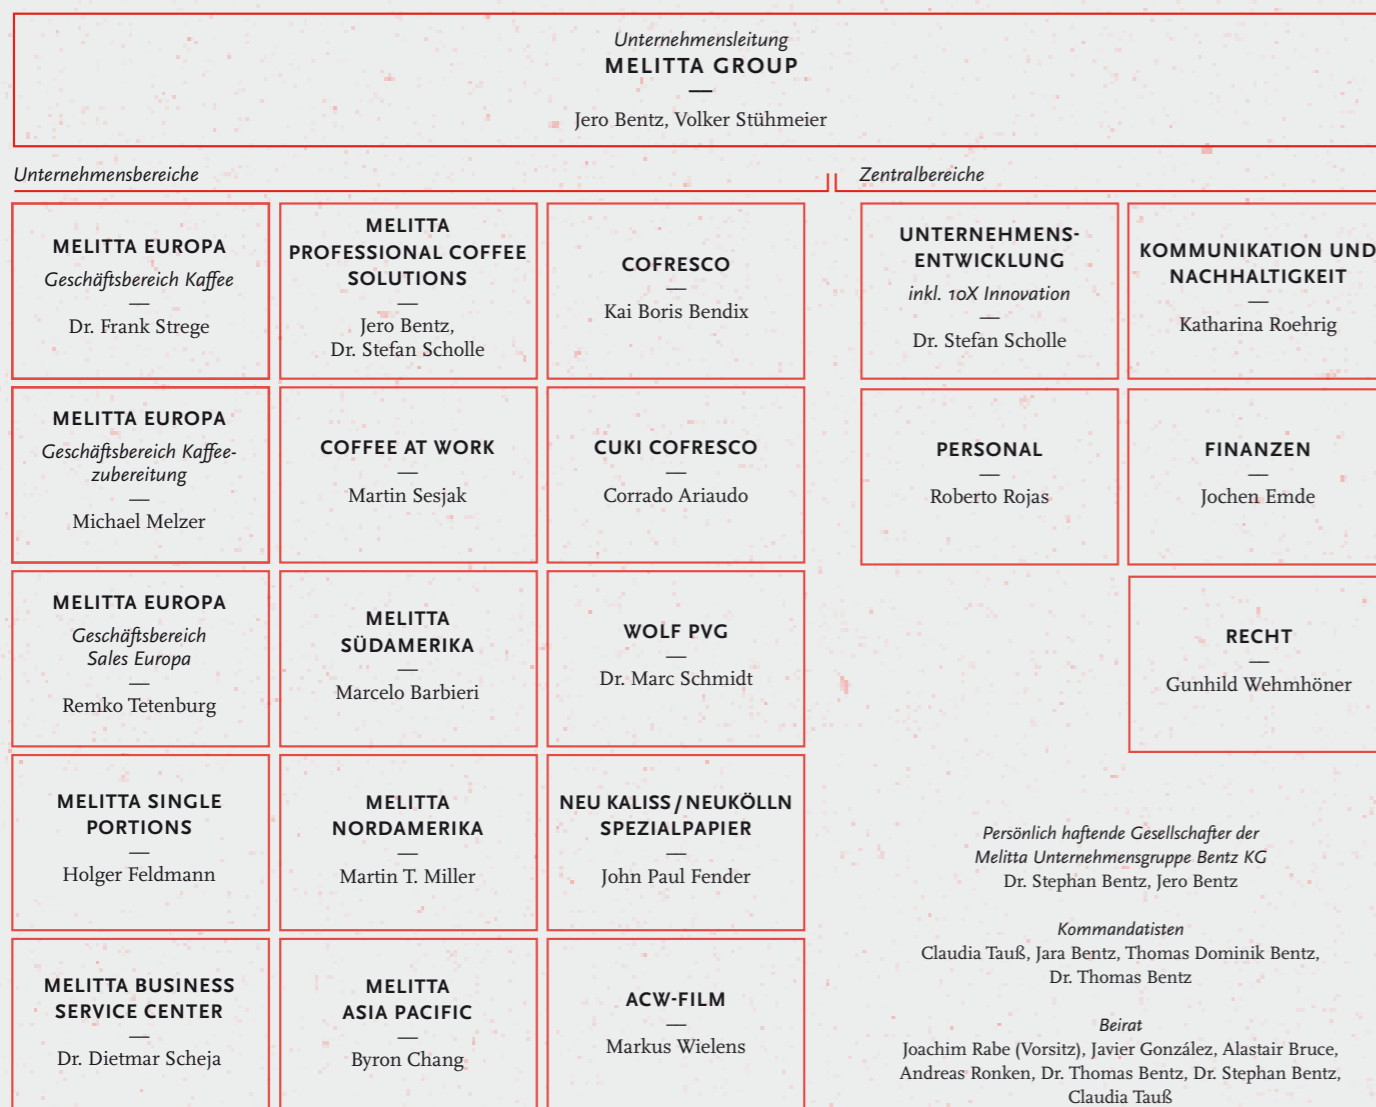 Unternehmensleitung
MELITTA GROUP
—
Jero Bentz, Volker Stühmeier
Unternehmensbereiche
MELITTA EUROPA
Geschäftsbereich Kaffee
—
Dr. Frank Strege
MELITTA
PROFESSIONAL COFFEE
SOLUTIONS
—
Jero Bentz,
Dr. Stefan Scholle
COFRESCO
—
Kai Boris Bendix
MELITTA EUROPA
Geschäftsbereich Kaffee-
zubereitung
—
Michael Melzer
COFFEE AT WORK
—
Martin Sesjak
CUKI COFRESCO
—
Corrado Ariaudo
MELITTA EUROPA
Geschäftsbereich
Sales Europa
—
Remko Tetenburg
MELITTA
SÜDAMERIKA
—
Marcelo Barbieri
WOLF PVG
—
Dr. Marc Schmidt
MELITTA SINGLE
PORTIONS
—
Holger Feldmann
MELITTA
NORDAMERIKA
—
Martin T. Miller
NEU KALISS / NEUKÖLLN
SPEZIALPAPIER
—
John Paul Fender
MELITTA BUSINESS
SERVICE CENTER
—
Dr. Dietmar Scheja
MELITTA
ASIA PACIFIC
—
Byron Chang
ACW-FILM
—
Markus Wielens
Zentralbereiche
UNTERNEHMENS-
ENTWICKLUNG
inkl. 10X Innovation
—
Dr. Stefan Scholle
KOMMUNIKATION UND
NACHHALTIGKEIT
—
Katharina Roehrig
PERSONAL
—
Roberto Rojas
FINANZEN
—
Jochen Emde
RECHT
—
Gunhild Wehmhöner
Persönlich haftende Gesellschafter der
Melitta Unternehmensgruppe Bentz KG
Dr. Stephan Bentz, Jero Bentz
Kommandatisten
Claudia Tauß, Jara Bentz, Thomas Dominik Bentz,
Dr. Thomas Bentz
Beirat
Joachim Rabe (Vorsitz), Javier González, Alastair Bruce,
Andreas Ronken, Dr. Thomas Bentz, Dr. Stephan Bentz,
Claudia Tauß